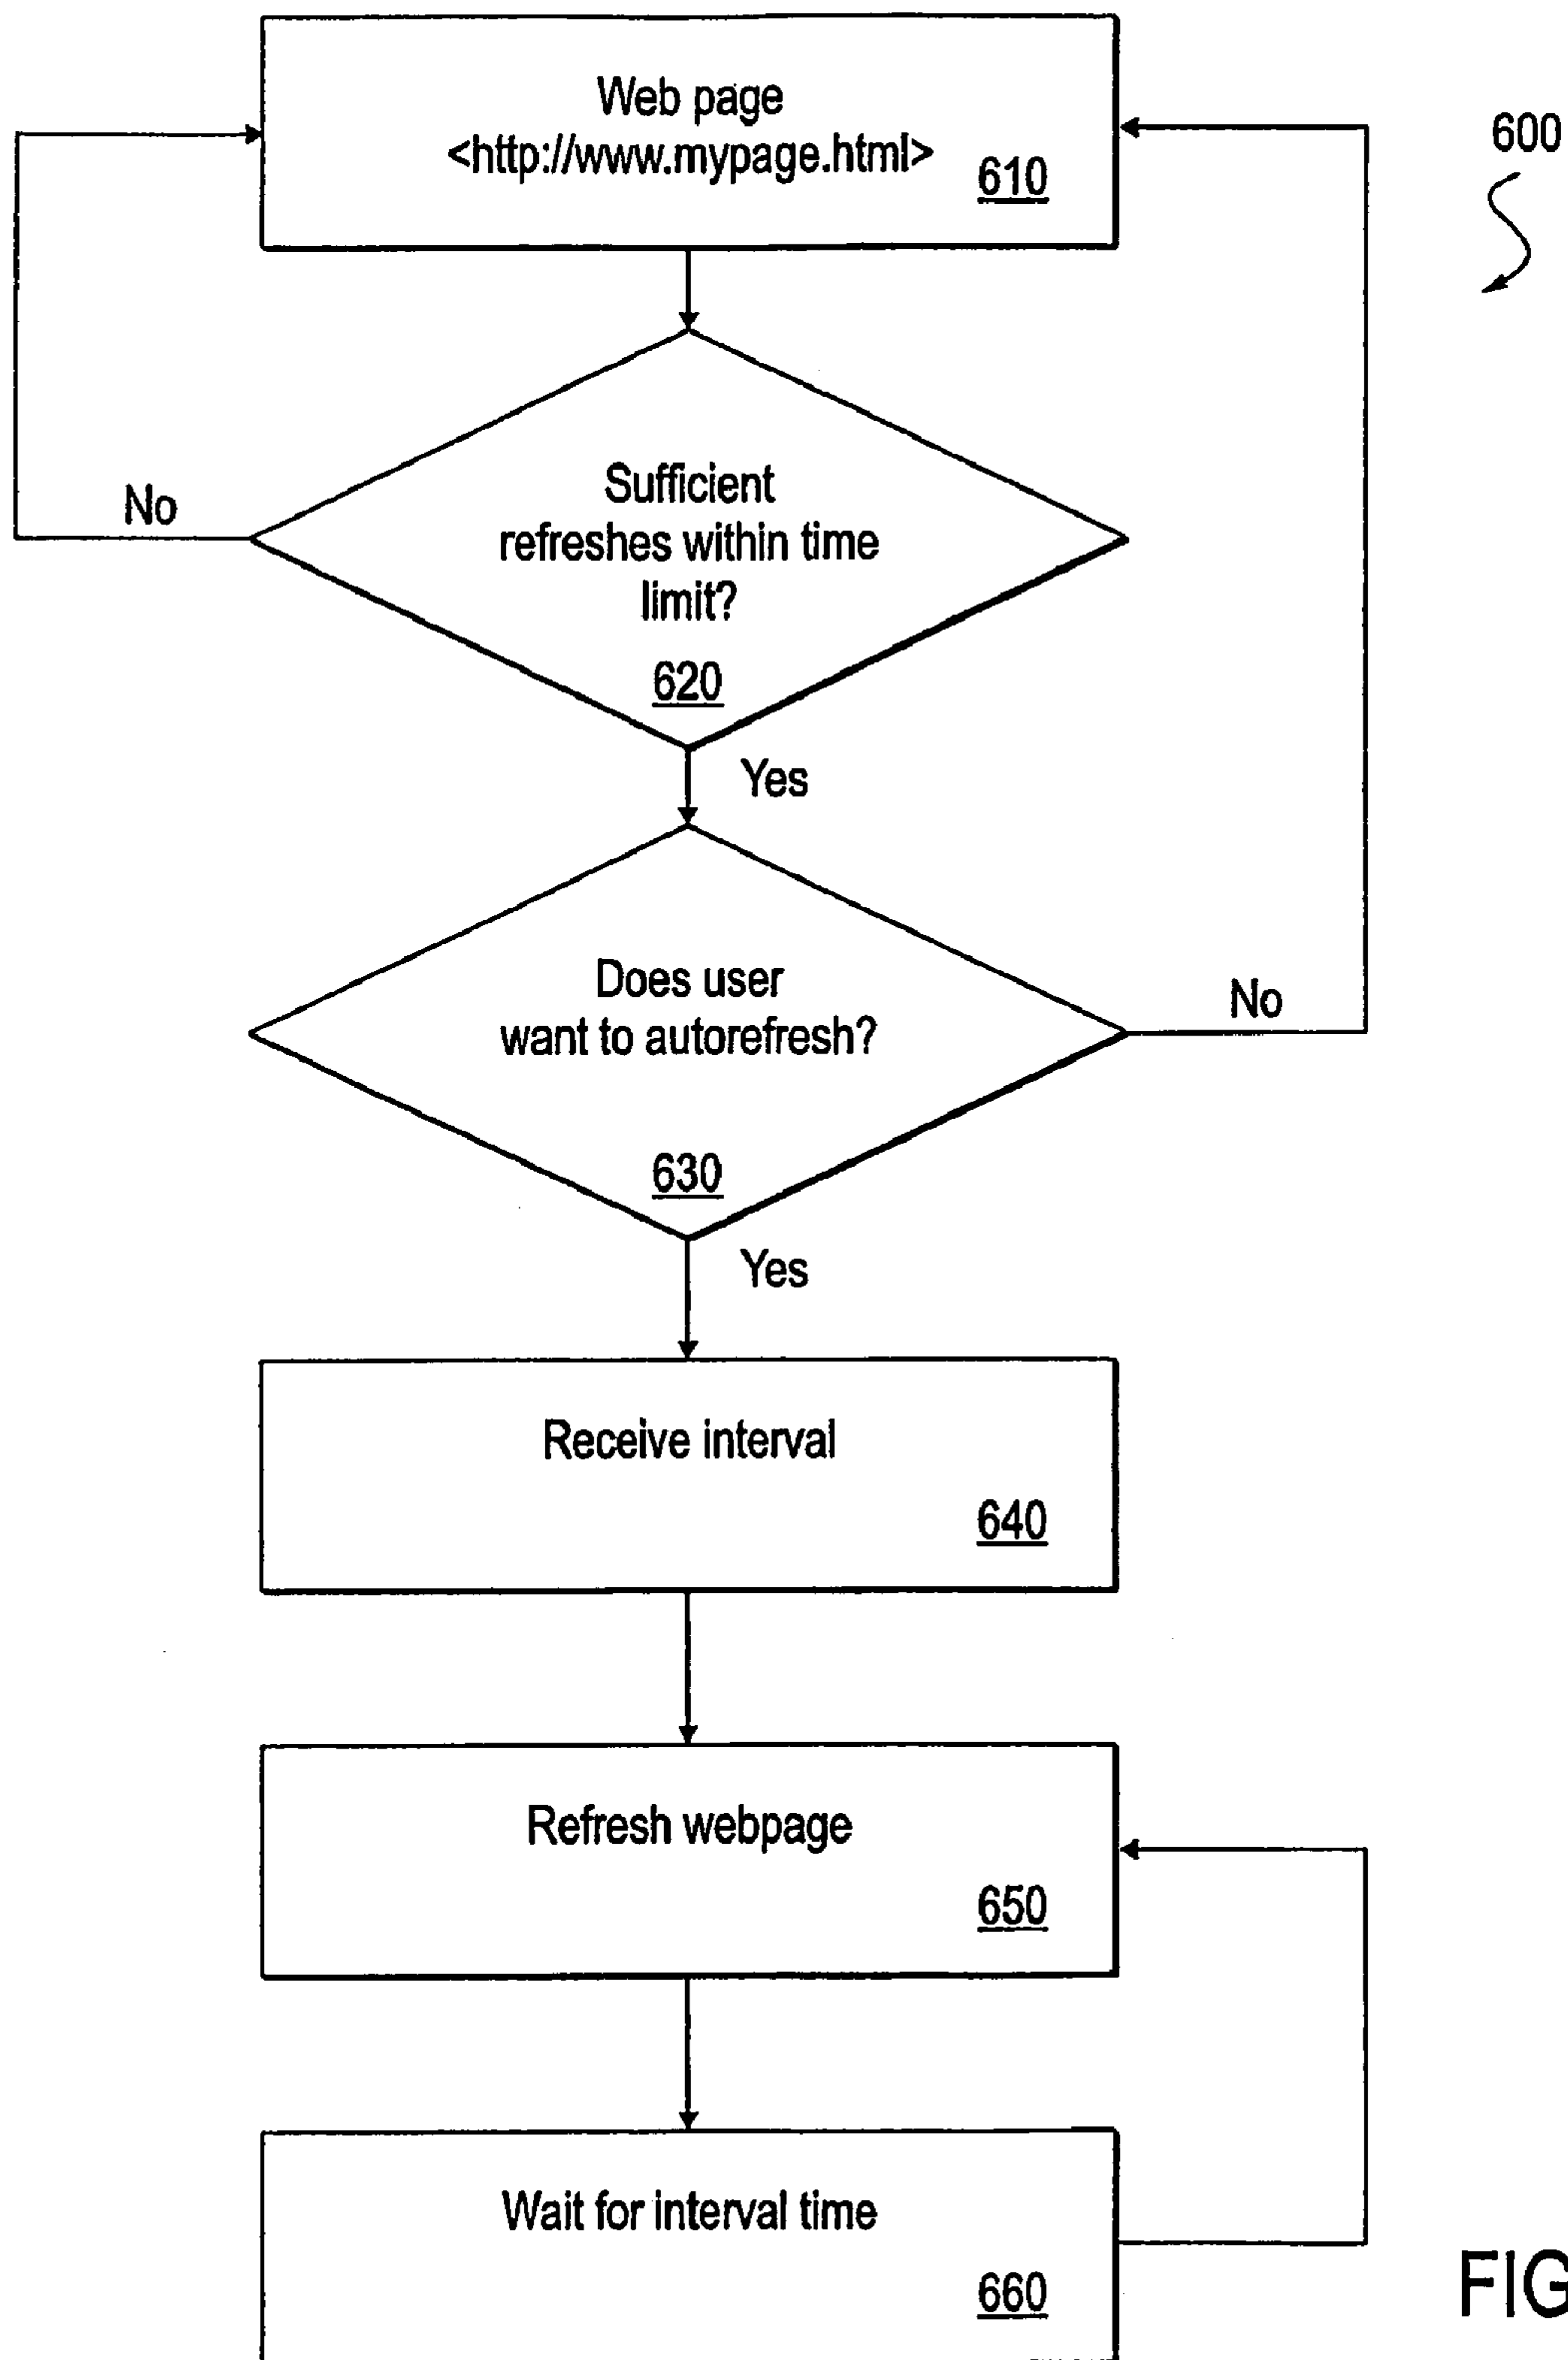 Web page
<http://www.mypage.html>
610
600
No
Sufficient
refreshes within time
limit?
620
Yes
Does user
want to autorefresh?
No
630
Yes
Receive interval
640
Refresh webpage
650
Wait for interval time
660
FIG